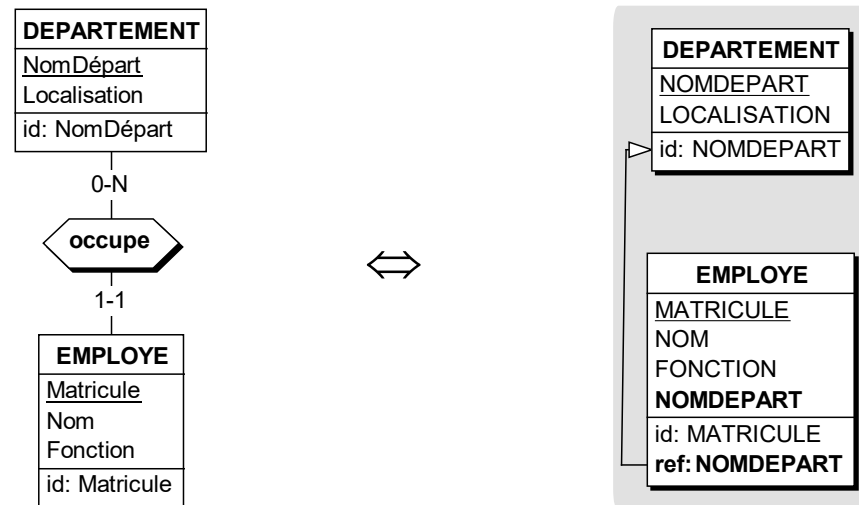 DEPARTEMENT
NomDépart
Localisation
id: NomDépart
0-N
occupe
1-1
EMPLOYE
Matricule
Nom
Fonction
id: Matricule
⇔
DEPARTEMENT
NOMDEPART
LOCALISATION
id: NOMDEPART
EMPLOYE
MATRICULE
NOM
FONCTION
NOMDEPART
id: MATRICULE
ref: NOMDEPART